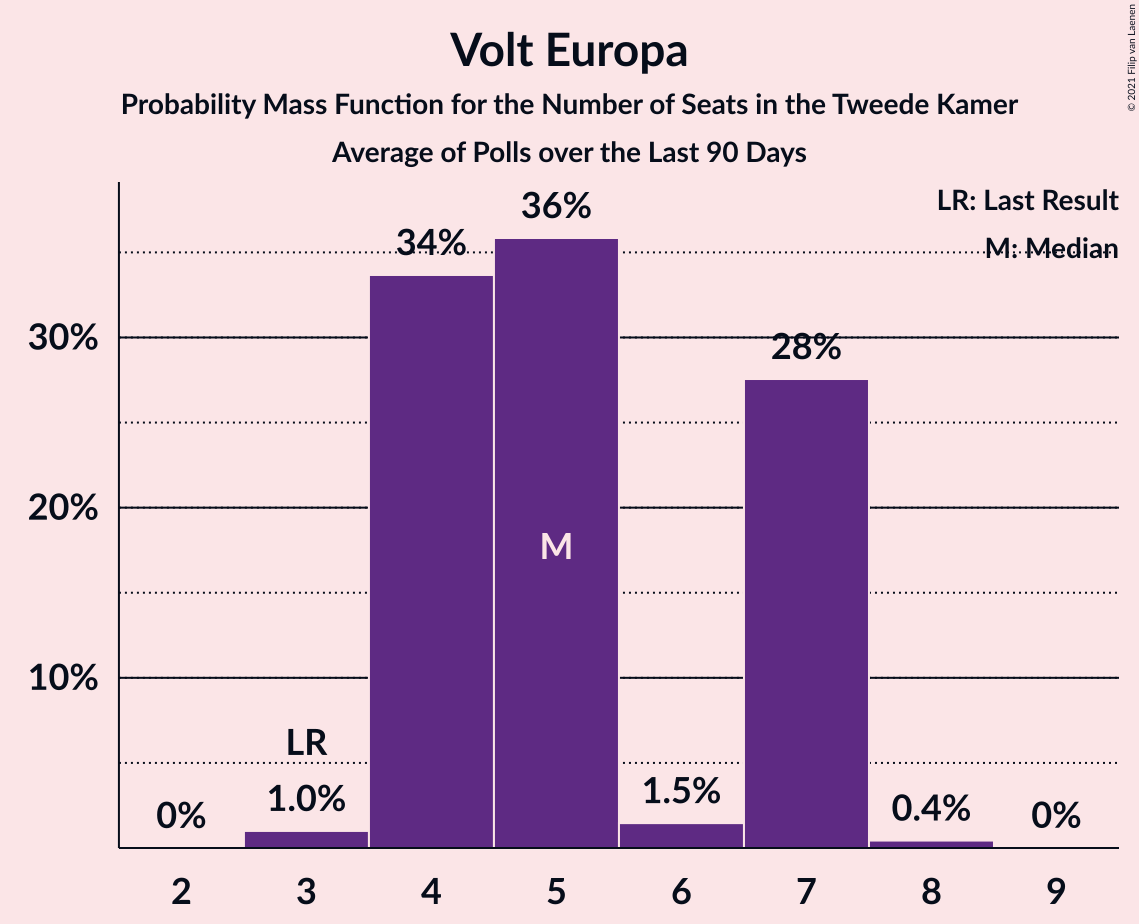 Volt Europa
Probability Mass Function for the Number of Seats in the Tweede Kamer
Average of Polls over the Last 90 Days
© 2021 Filip van Laenen
LR: Last Result
M: Median
30%
20%
10%
0%
LR
1.0%
34%
36%
M
1.5%
28%
0.4%
0%
2 3 4 5 6 7 8 9